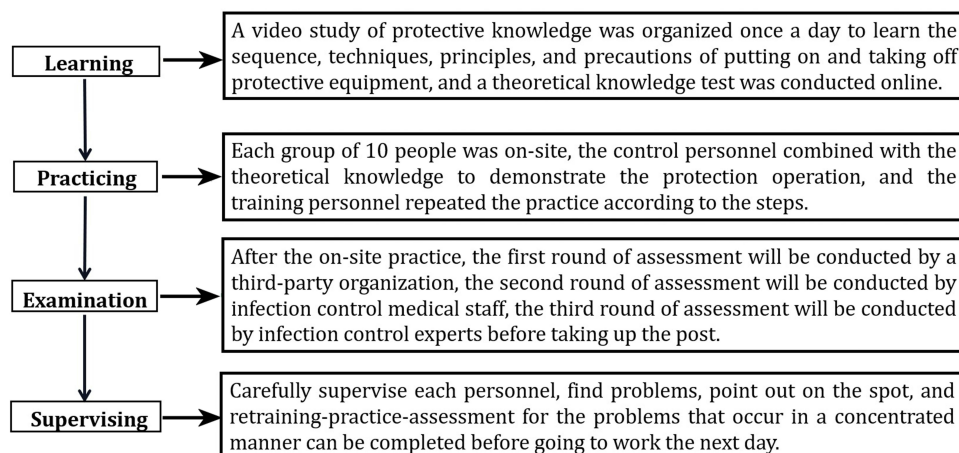 Learning
A video study of protective knowledge was organized once a day to learn the
sequence, techniques, principles, and precautions of putting on and taking off
protective equipment, and a theoretical knowledge test was conducted online.
Practicing
Each group of 10 people was on-site, the control personnel combined with the
theoretical knowledge to demonstrate the protection operation, and the
training personnel repeated the practice according to the steps.
Examination
After the on-site practice, the first round of assessment will be conducted by a
third-party organization, the second round of assessment will be conducted by
infection control medical staff, the third round of assessment will be conducted
by infection control experts before taking up the post.
Supervising
Carefully supervise each personnel, find problems, point out on the spot, and
retraining-practice-assessment for the problems that occur in a concentrated
manner can be completed before going to work the next day.